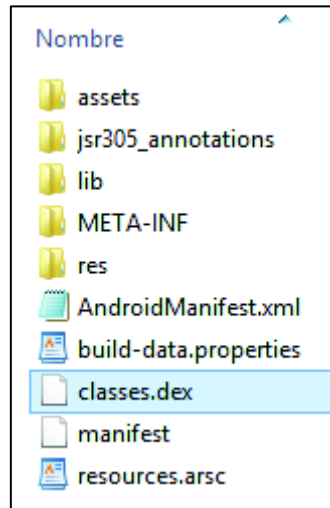 Nombre
assets
jsr305_annotations
lib
META-INF
res
AndroidManifest.xml
build-data.properties
classes.dex
manifest
resources.arsc